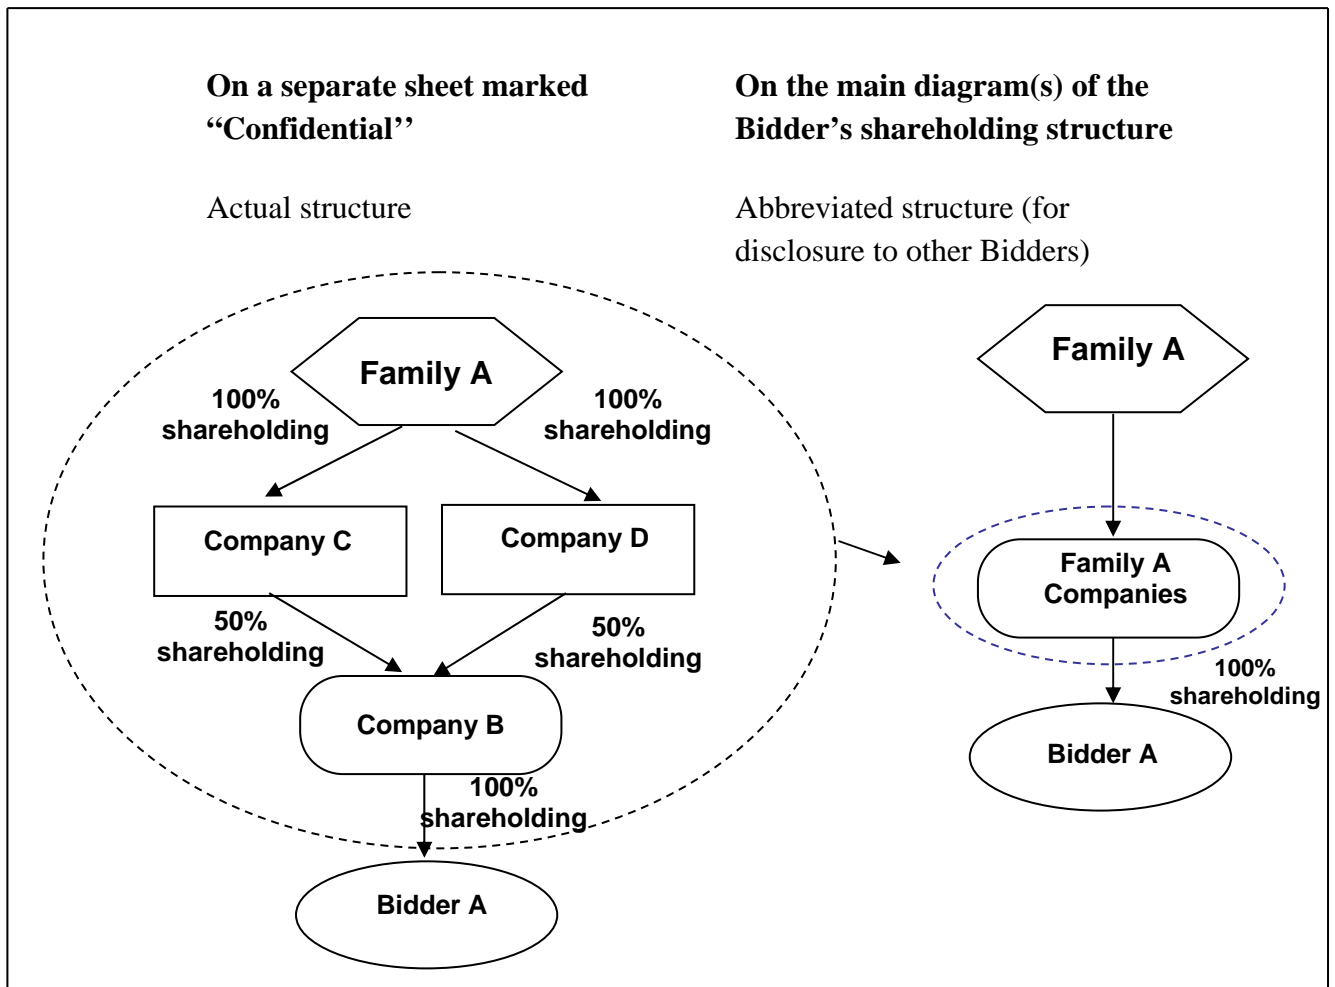 On a separate sheet marked
“Confidential’’
Actual structure
On the main diagram(s) of the
Bidder’s shareholding structure
Abbreviated structure (for
disclosure to other Bidders)
Family A
100%
shareholding
100%
shareholding
Company C
Company D
50%
shareholding
50%
shareholding
Company B
100%
shareholding
Bidder A
Family A
Family A
Companies
100%
shareholding
Bidder A